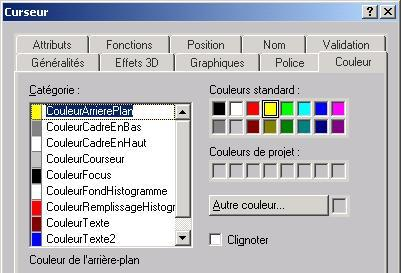 Curseur
Attributs Fonctions Position Nom Validation
Généralités Effets 3D Graphiques Police Couleur
Catégorie :
CouleurArrierePlan
CouleurCadreEnBas
CouleurCadreEnHaut
CouleurCurseur
CouleurFocus
CouleurFondHistogramme
CouleurRemplissageHistogr
CouleurTexte
CouleurTexte2
Couleur de l'arrière-plan
Couleurs standard :
Couleurs de projet :
Autre couleur...
Clignoter